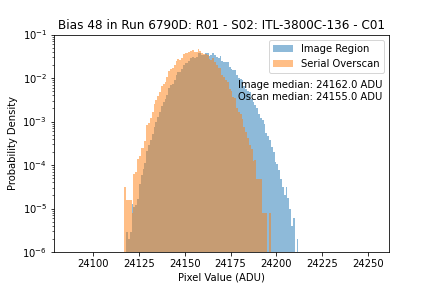 Bias 48 in Run 6790D: R01 - S02: ITL-3800C-136 - C01
10⁻¹
10⁻²
10⁻³
10⁻⁴
10⁻⁵
10⁻⁶
Probability Density
Image Region
Serial Overscan
Image median: 24162.0 ADU
Oscan median: 24155.0 ADU
24100 24125 24150 24175 24200 24225 24250
Pixel Value (ADU)